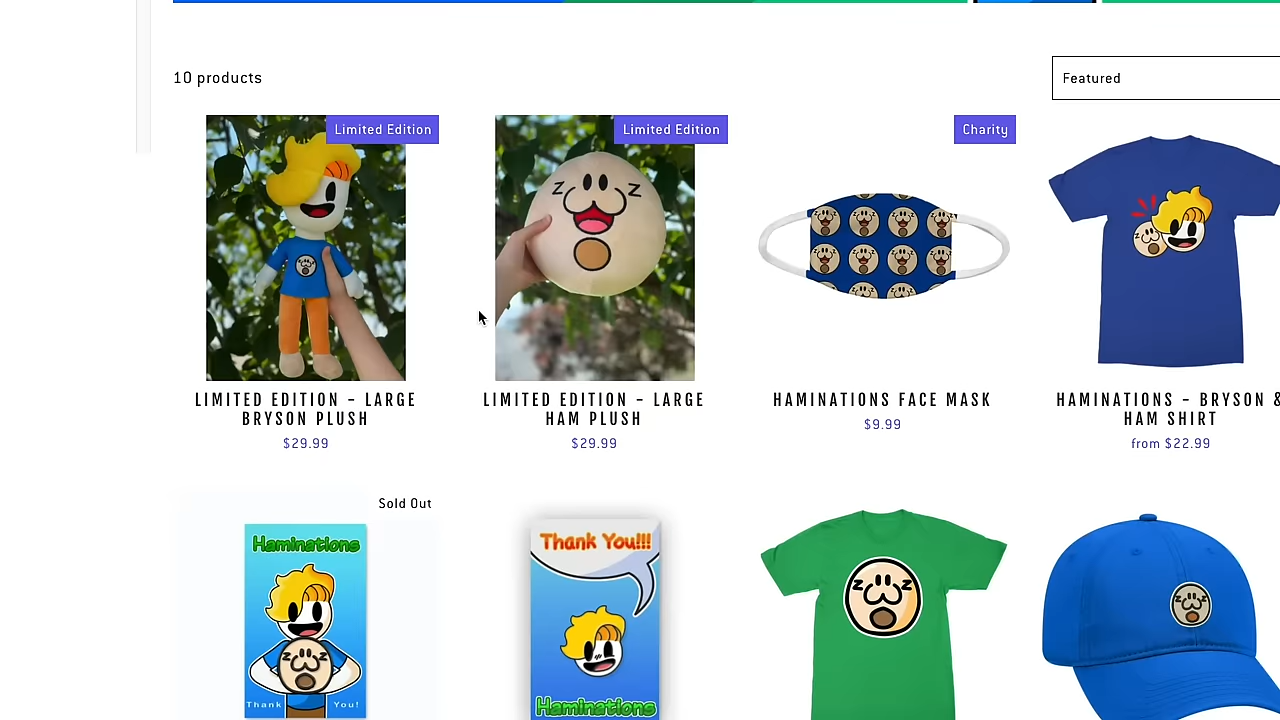 10 products
Featured
Limited Edition
Limited Edition
Charity
LIMITED EDITION - LARGE
BRYSON PLUSH
$29.99
LIMITED EDITION - LARGE
HAM PLUSH
$29.99
HAMINATIONS FACE MASK
$9.99
HAMINATIONS - BRYSON &
HAM SHIRT
from $22.99
Sold Out
Haminations
Thank You!
Thank You!!!
Haminations